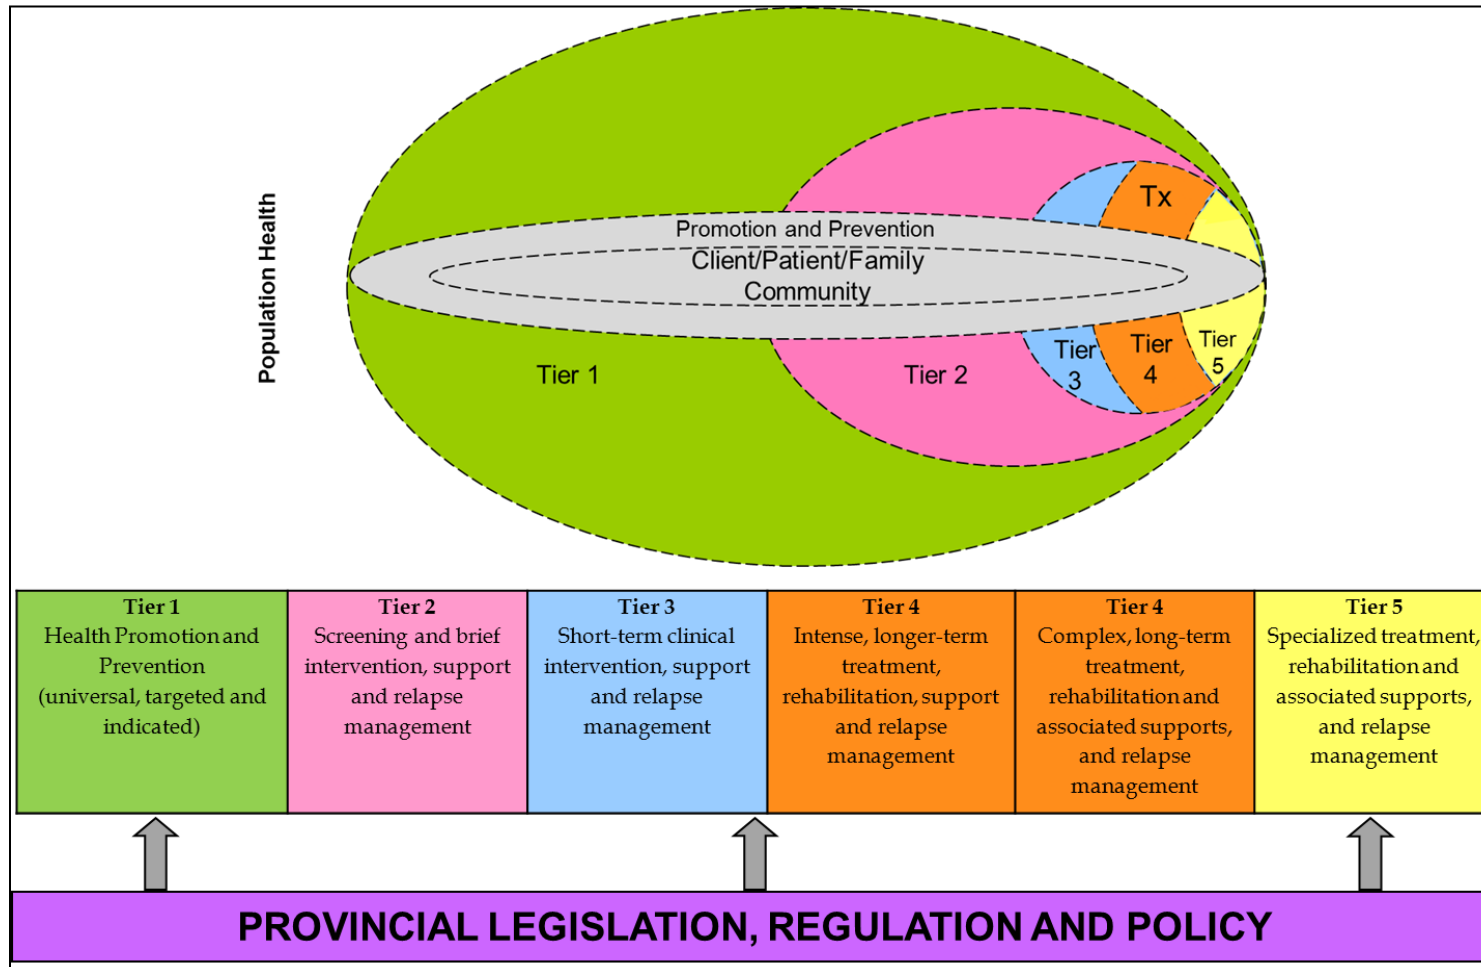 Population Health
Tx
Promotion and Prevention
Client/Patient/Family
Community
Tier 1
Tier 2
Tier
3
Tier
4
Tier
5
Tier 1
Health Promotion and
Prevention
(universal, targeted and
indicated)
Tier 2
Screening and brief
intervention, support
and relapse
management
Tier 3
Short-term clinical
intervention, support
and relapse
management
Tier 4
Intense, longer-term
treatment,
rehabilitation, support
and relapse
management
Tier 4
Complex, long-term
treatment,
rehabilitation and
associated supports,
and relapse
management
Tier 5
Specialized treatment,
rehabilitation and
associated supports,
and relapse
management
PROVINCIAL LEGISLATION, REGULATION AND POLICY